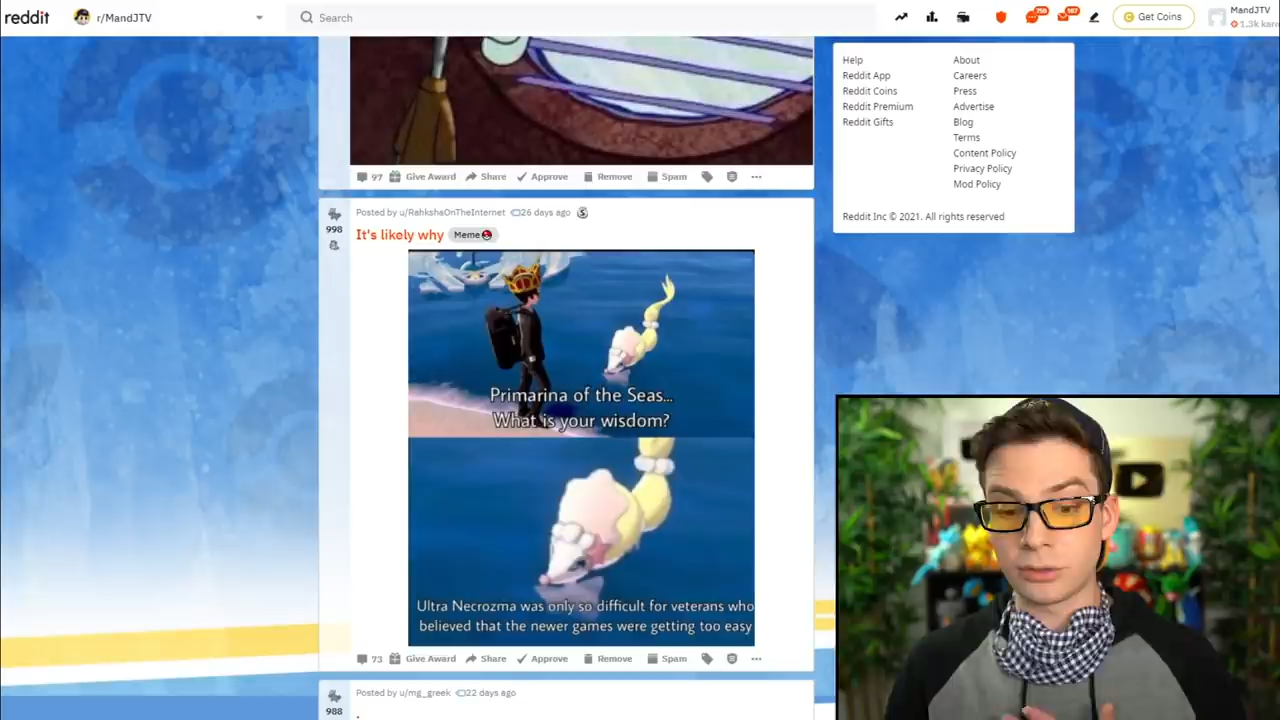 reddit
r/MandJTV
Search
750
167
Get Coins
MandJTV
97
Give Award
Share
Approve
Remove
Spam
Posted by u/RahkshaOnTheInternet
26 days ago
998
It's likely why
Meme
Primarina of the Seas...
What is your wisdom?
Ultra Necrozma was only so difficult for veterans who
believed that the newer games were getting too easy
73
Give Award
Share
Approve
Remove
Spam
Posted by u/mg_greek
22 days ago
988
.
Help
Reddit App
Reddit Coins
Reddit Premium
Reddit Gifts
About
Careers
Press
Advertise
Blog
Terms
Content Policy
Privacy Policy
Mod Policy
Reddit Inc © 2021. All rights reserved